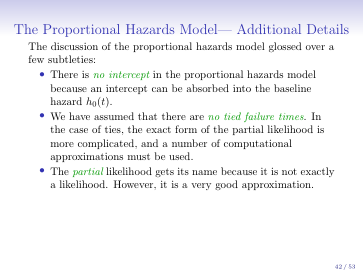 The Proportional Hazards Model— Additional Details
The discussion of the proportional hazards model glossed over a
few subtleties:
• There is no intercept in the proportional hazards model
because an intercept can be absorbed into the baseline
hazard h₀(t).
• We have assumed that there are no tied failure times. In
the case of ties, the exact form of the partial likelihood is
more complicated, and a number of computational
approximations must be used.
• The partial likelihood gets its name because it is not exactly
a likelihood. However, it is a very good approximation.
42 / 53